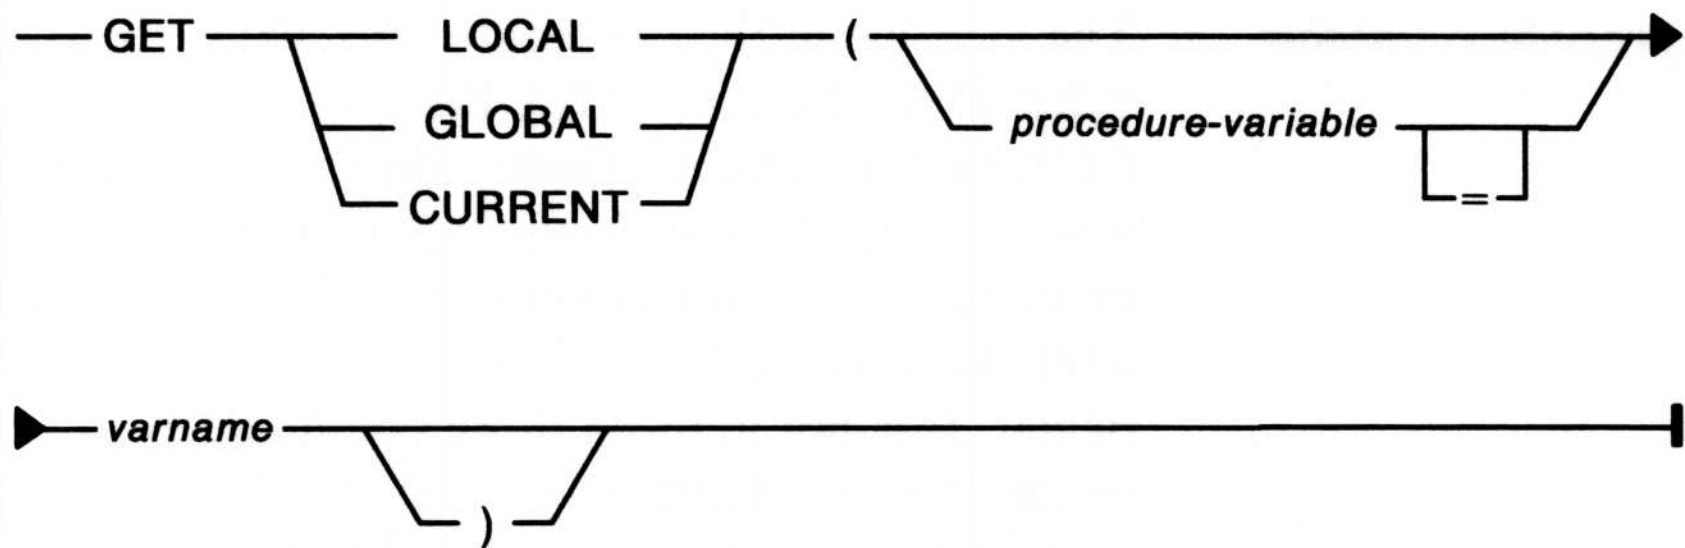 GET LOCAL (
GLOBAL procedure-variable
=
CURRENT
varname
)